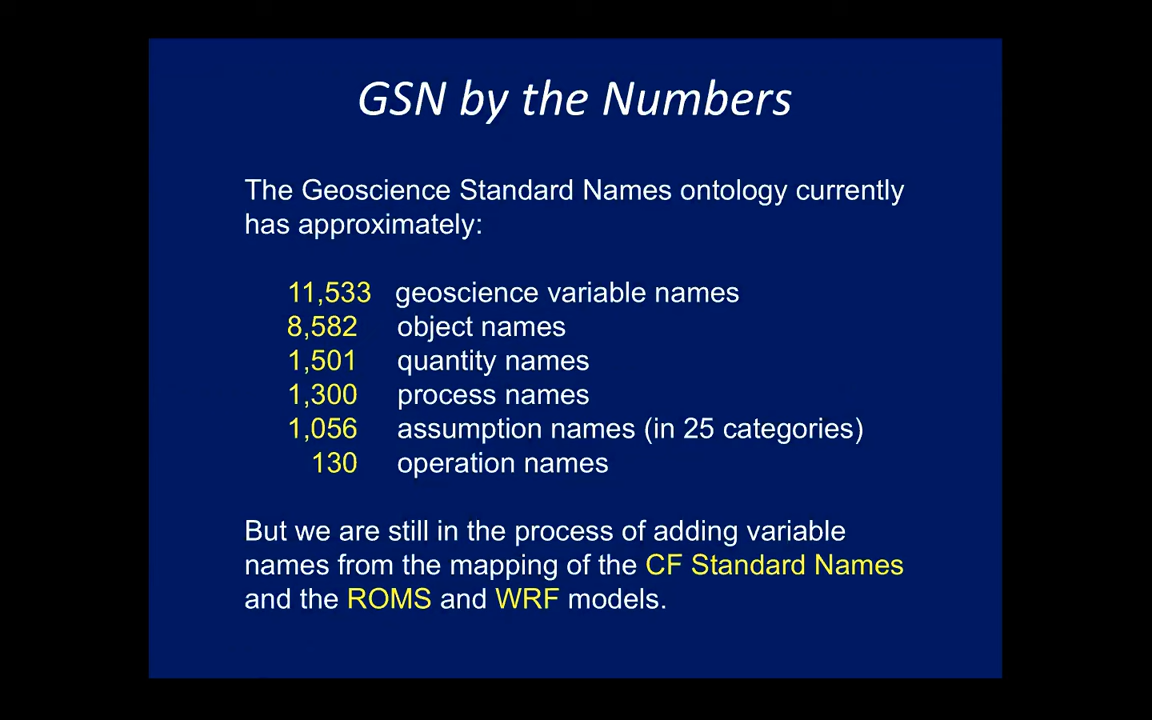 GSN by the Numbers
The Geoscience Standard Names ontology currently
has approximately:
11,533 geoscience variable names
8,582 object names
1,501 quantity names
1,300 process names
1,056 assumption names (in 25 categories)
130 operation names
But we are still in the process of adding variable
names from the mapping of the CF Standard Names
and the ROMS and WRF models.